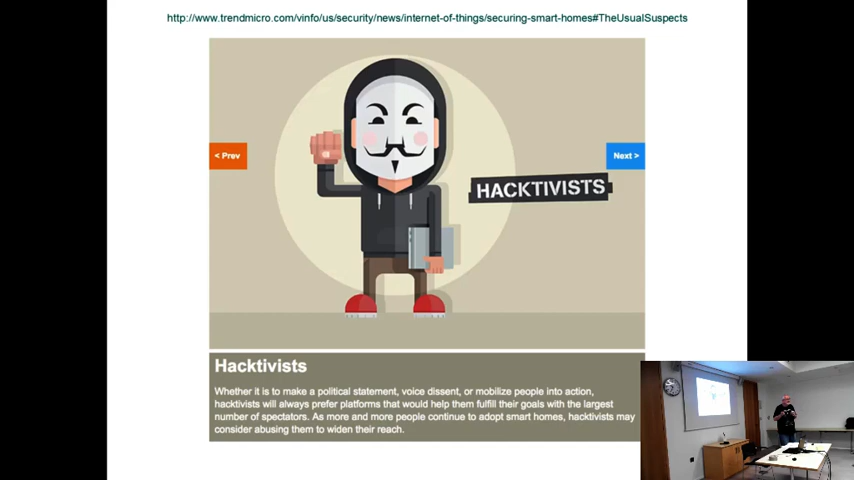 http://www.trendmicro.com/vinfo/us/security/news/internet-of-things/securing-smart-homes#TheUsualSuspects
< Prev
Next >
HACKTIVISTS
Hacktivists
Whether it is to make a political statement, voice dissent, or mobilize people into action,
hacktivists will always prefer platforms that would help them fulfill their goals with the largest
number of spectators. As more and more people continue to adopt smart homes, hacktivists may
consider abusing them to widen their reach.